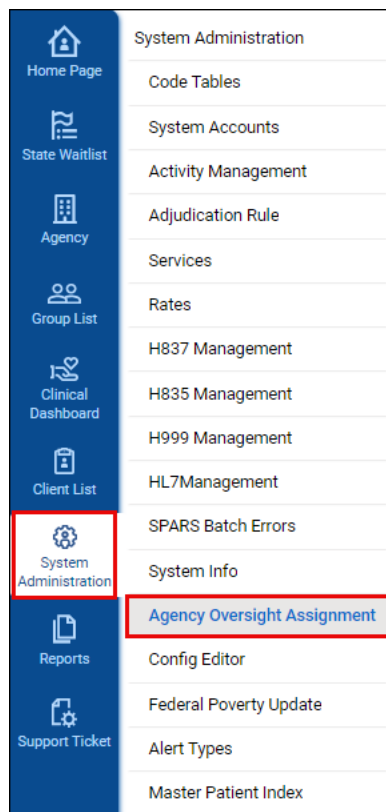 Home Page
State Waitlist
Agency
Group List
Clinical
Dashboard
Client List
System
Administration
Reports
Support Ticket
System Administration
Code Tables
System Accounts
Activity Management
Adjudication Rule
Services
Rates
H837 Management
H835 Management
H999 Management
HL7Management
SPARS Batch Errors
System Info
Agency Oversight Assignment
Config Editor
Federal Poverty Update
Alert Types
Master Patient Index